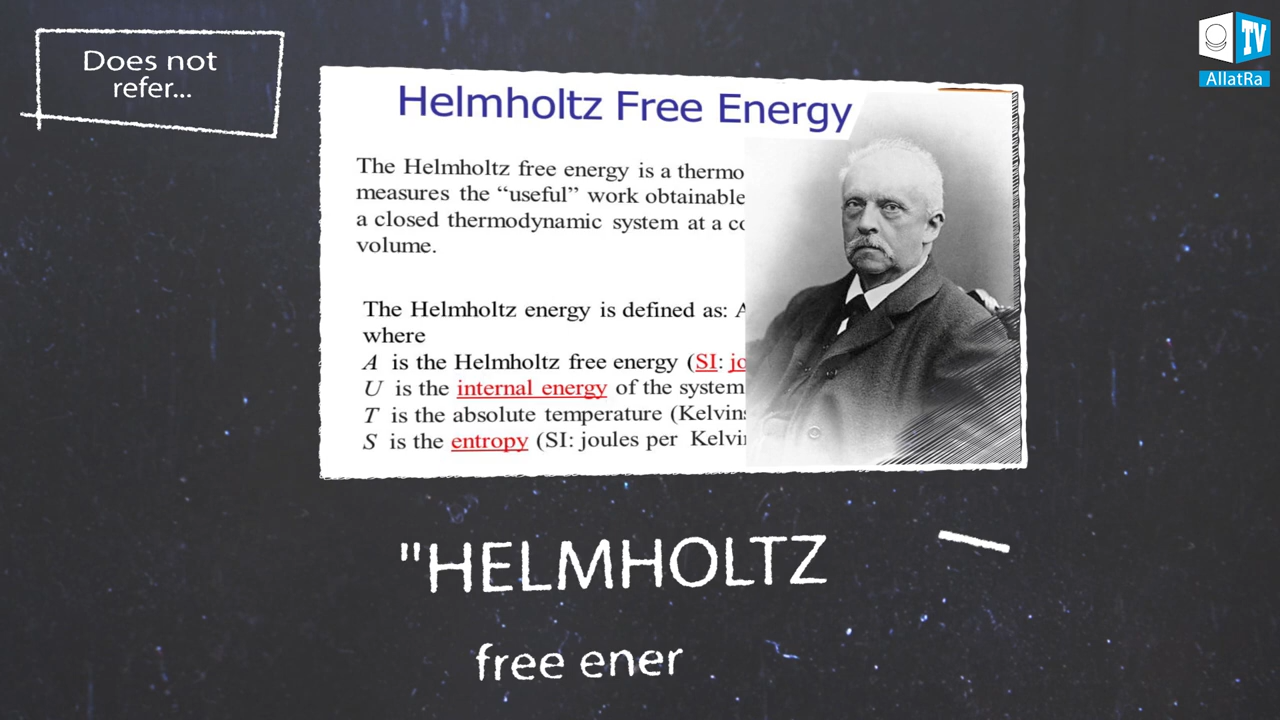 Does not
refer...
TV
AllatRa
Helmholtz Free Energy
The Helmholtz free energy is a thermo
measures the “useful” work obtainable
a closed thermodynamic system at a co
volume.
The Helmholtz energy is defined as: A
where
A is the Helmholtz free energy (SI: jo
U is the internal energy of the system
T is the absolute temperature (Kelvins
S is the entropy (SI: joules per Kelvi
"HELMHOLTZ
free ener